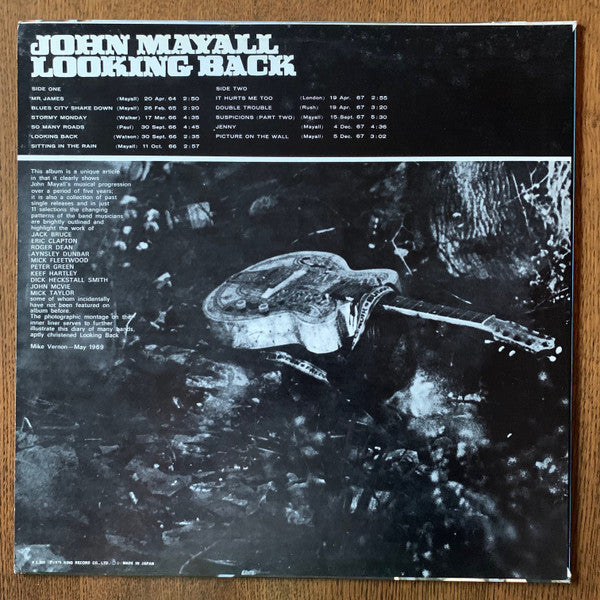 JOHN MAYALL
LOOKING BACK
SIDE ONE
MR. JAMES (Mayall) 20 Apr. 64 2:50
BLUES CITY SHAKE DOWN (Mayall) 26 Feb. 65 2:20
STORMY MONDAY (Walker) 17 Mar. 66 4:35
SO MANY ROADS (Paul) 30 Sept. 66 4:45
LOOKING BACK (Watson) 30 Sept. 66 2:35
SITTING IN THE RAIN (Mayall) 11 Oct. 66 2:57
SIDE TWO
IT HURTS ME TOO (London) 19 Apr. 67 2:55
DOUBLE TROUBLE (Rush) 19 Apr. 67 3:20
SUSPICIONS (PART TWO) (Mayall) 15 Sept. 67 5:30
JENNY (Mayall) 4 Dec. 67 4:36
PICTURE ON THE WALL (Mayall) 5 Dec. 67 3:02
This album is a unique article
in that it clearly shows
John Mayall's musical progression
over a period of five years:
it is also a collection of past
single releases and in just
11 selections the changing
patterns of the band musicians
are brightly outlined and
highlight the work of
JACK BRUCE
ERIC CLAPTON
ROGER DEAN
AYNSLEY DUNBAR
MICK FLEETWOOD
PETER GREEN
KEEF HARTLEY
DICK HECKSTALL SMITH
JOHN MCVIE
MICK TAYLOR
some of whom incidentally
have not been featured on
album before.
The photographic montage on the
inner liner serves to further
illustrate this diary of many bands,
aptly christened Looking Back
Mike Vernon—May 1969
KING RECORD CO., LTD. MADE IN JAPAN